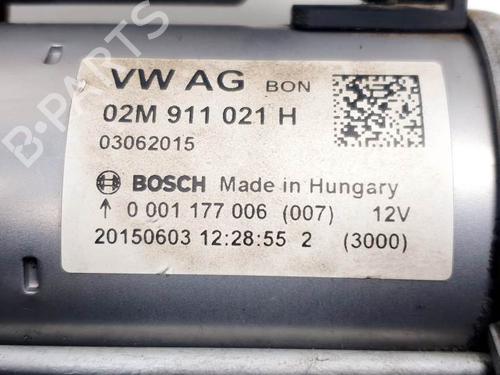 VW AG BON
02M 911 021 H
03062015
BOSCH Made in Hungary
↑ 0 001 177 006 (007) 12V
20150603 12:28:55 2 (3000)
B-PARTS